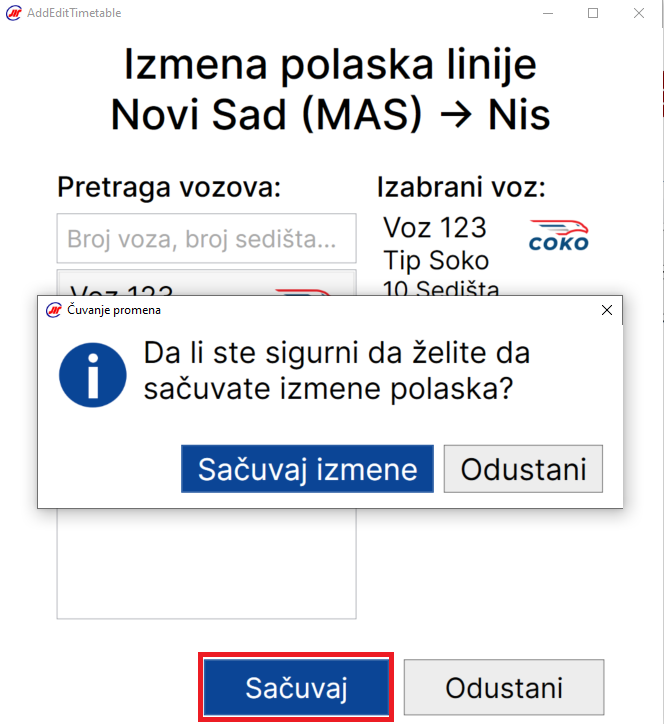 AddEditTimetable
Izmena polaska linije
Novi Sad (MAS) → Nis
Pretraga vozova:
Broj voza, broj sedišta...
Voz 123
Izabrani voz:
Voz 123
СОКО
Tip Soko
10 Sedišta
Čuvanje promena
Da li ste sigurni da želite da
sačuvate izmene polaska?
Sačuvaj izmene
Odustani
Sačuvaj
Odustani